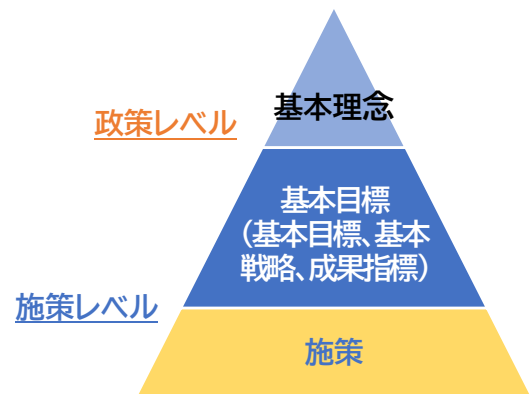 基本理念
政策レベル
基本目標
（基本目標、基本
戦略、成果指標）
施策レベル
施策